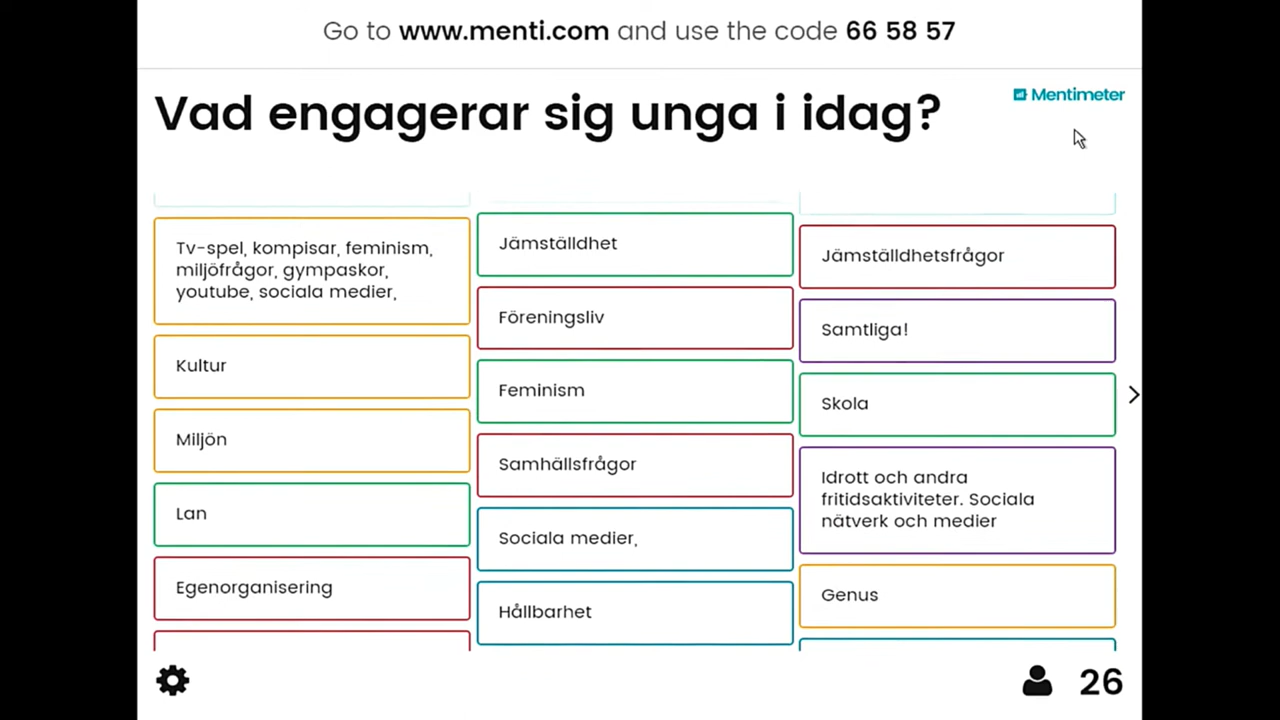 Go to www.menti.com and use the code 66 58 57
Vad engagerar sig unga i idag?
Mentimeter
Tv-spel, kompisar, feminism,
miljöfrågor, gympaskor,
youtube, sociala medier,
Kultur
Miljön
Lan
Egenorganisering
Jämställdhet
Föreningsliv
Feminism
Samhällsfrågor
Sociala medier,
Hållbarhet
Jämställdhetsfrågor
Samtliga!
Skola
Idrott och andra
fritidsaktiviteter. Sociala
nätverk och medier
Genus
26